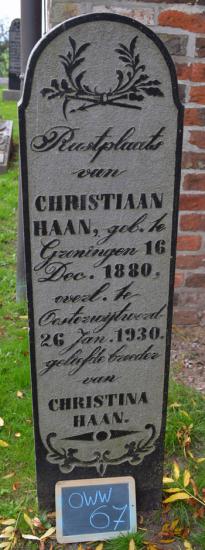 Rustplaats
van
CHRISTIAAN
HAAN, geb. te
Groningen 16
Dec. 1880,
overl. te
Oosterwijtwerd
26 Jan. 1930.
geliefde broeder
van
CHRISTINA
HAAN.
OWW
67